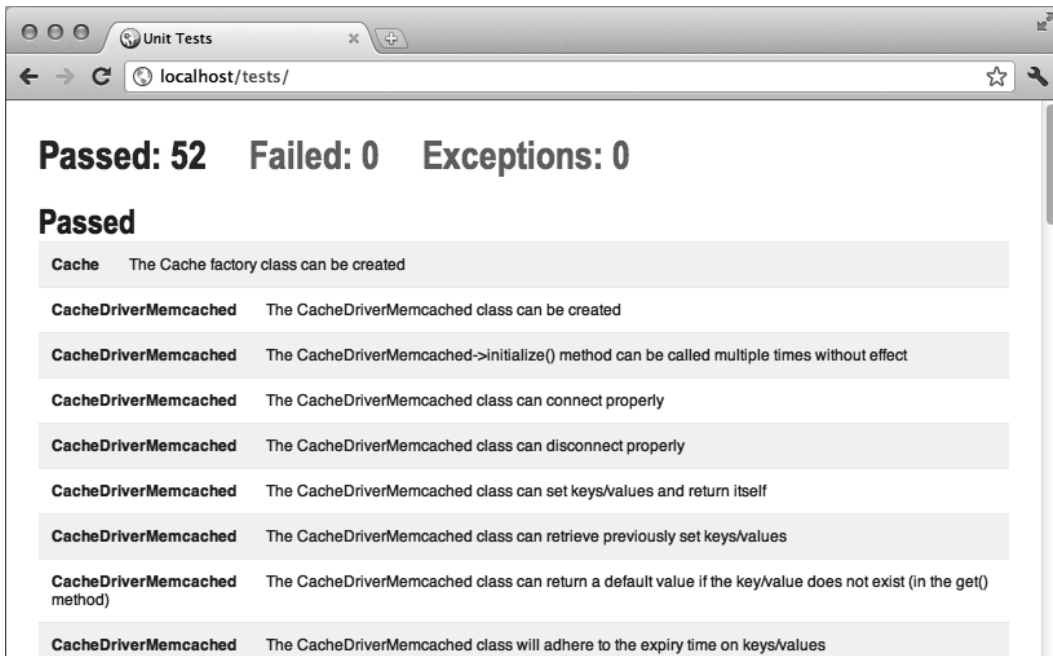 Unit Tests
localhost/tests/
Passed: 52 Failed: 0 Exceptions: 0
Passed
Cache The Cache factory class can be created
CacheDriverMemcached The CacheDriverMemcached class can be created
CacheDriverMemcached The CacheDriverMemcached->initialize() method can be called multiple times without effect
CacheDriverMemcached The CacheDriverMemcached class can connect properly
CacheDriverMemcached The CacheDriverMemcached class can disconnect properly
CacheDriverMemcached The CacheDriverMemcached class can set keys/values and return itself
CacheDriverMemcached The CacheDriverMemcached class can retrieve previously set keys/values
CacheDriverMemcached The CacheDriverMemcached class can return a default value if the key/value does not exist (in the get()
method)
CacheDriverMemcached The CacheDriverMemcached class will adhere to the expiry time on keys/values